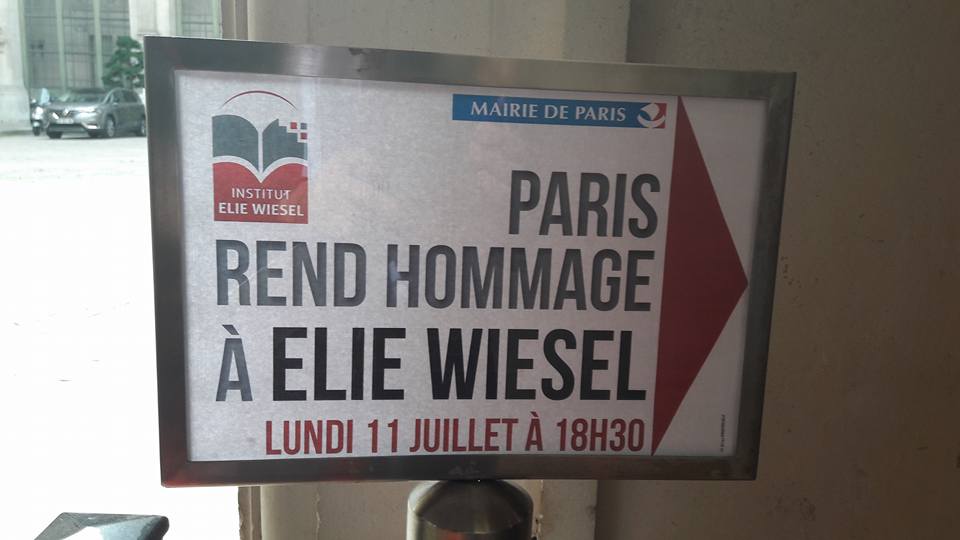 MAIRIE DE PARIS
INSTITUT
ELIE WIESEL
PARIS
REND HOMMAGE
À ELIE WIESEL
LUNDI 11 JUILLET À 18H30